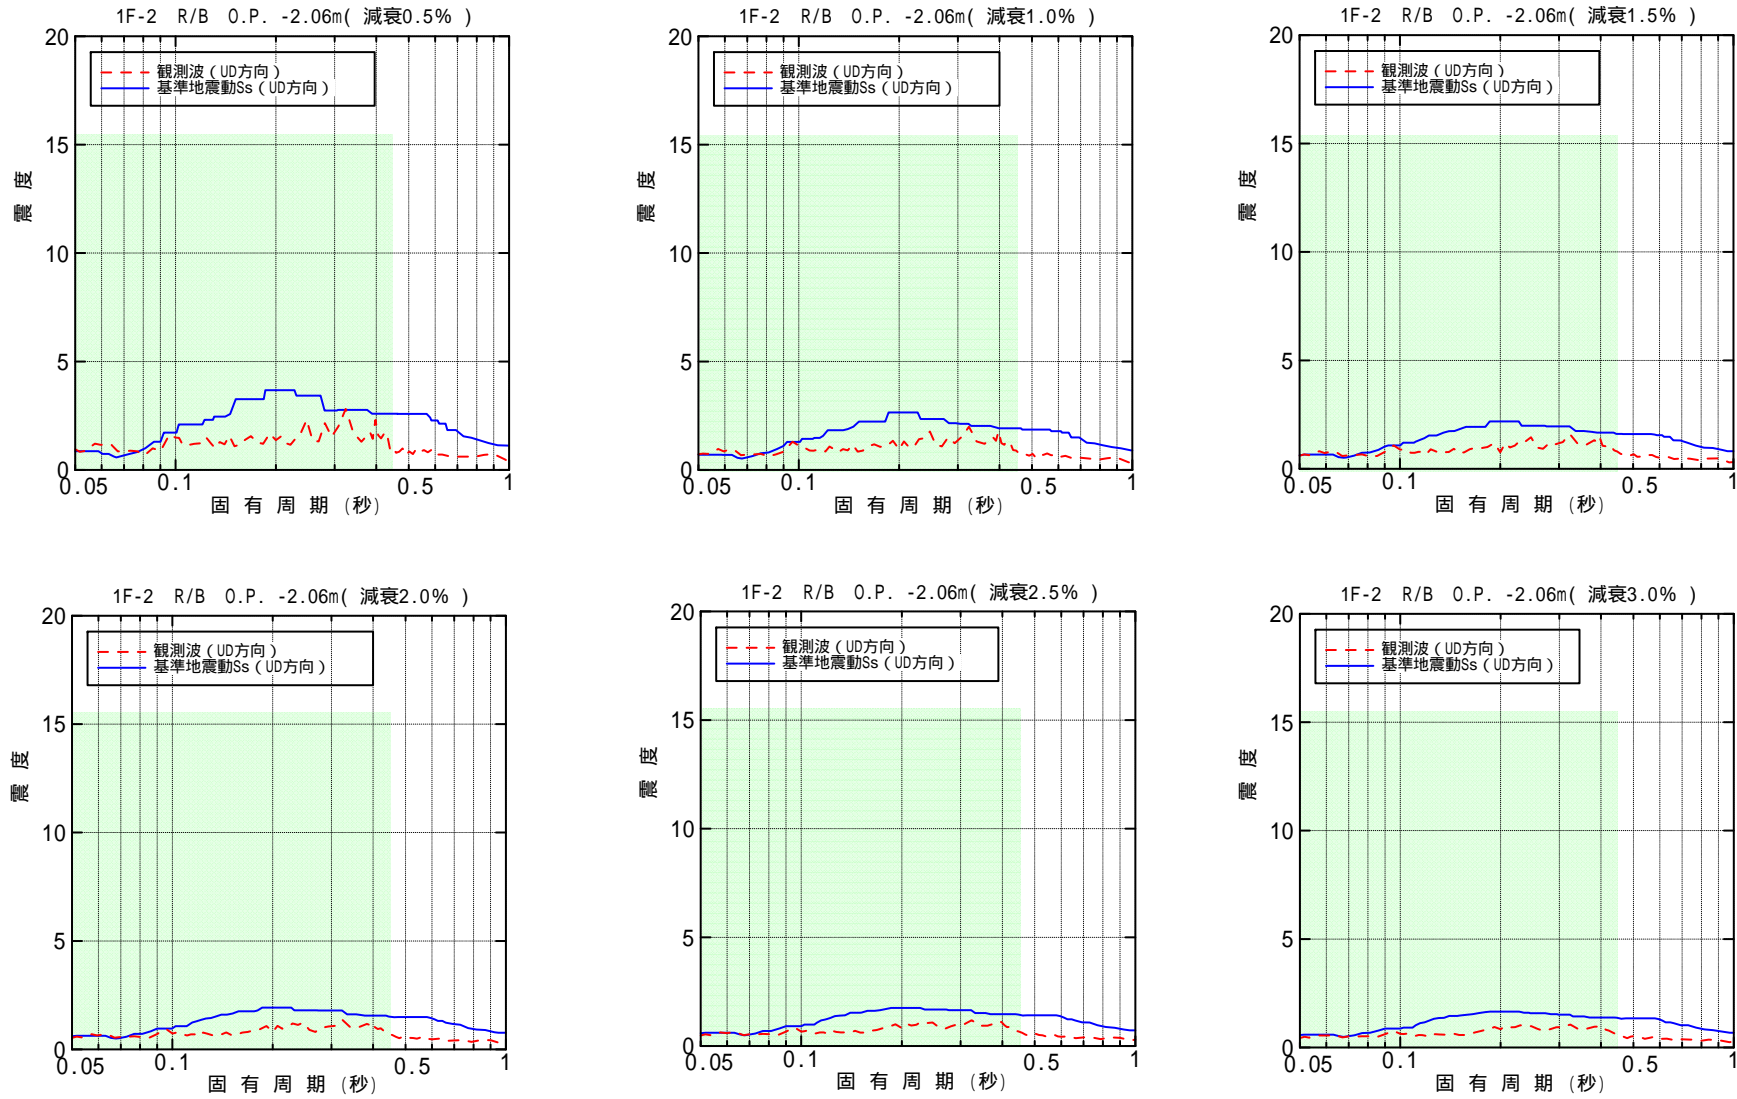 1F-2 R/B O.P. -2.06m( 減衰0.5% )
20
観測波(UD方向)
基準地震動Ss(UD方向)
15
震度
10
5
0
0.05 0.1 0.5 1
固有周期(秒)
1F-2 R/B O.P. -2.06m( 減衰1.0% )
20
観測波(UD方向)
基準地震動Ss(UD方向)
15
震度
10
5
0
0.05 0.1 0.5 1
固有周期(秒)
1F-2 R/B O.P. -2.06m( 減衰1.5% )
20
観測波(UD方向)
基準地震動Ss(UD方向)
15
震度
10
5
0
0.05 0.1 0.5 1
固有周期(秒)
1F-2 R/B O.P. -2.06m( 減衰2.0% )
20
観測波(UD方向)
基準地震動Ss(UD方向)
15
震度
10
5
0
0.05 0.1 0.5 1
固有周期(秒)
1F-2 R/B O.P. -2.06m( 減衰2.5% )
20
観測波(UD方向)
基準地震動Ss(UD方向)
15
震度
10
5
0
0.05 0.1 0.5 1
固有周期(秒)
1F-2 R/B O.P. -2.06m( 減衰3.0% )
20
観測波(UD方向)
基準地震動Ss(UD方向)
15
震度
10
5
0
0.05 0.1 0.5 1
固有周期(秒)